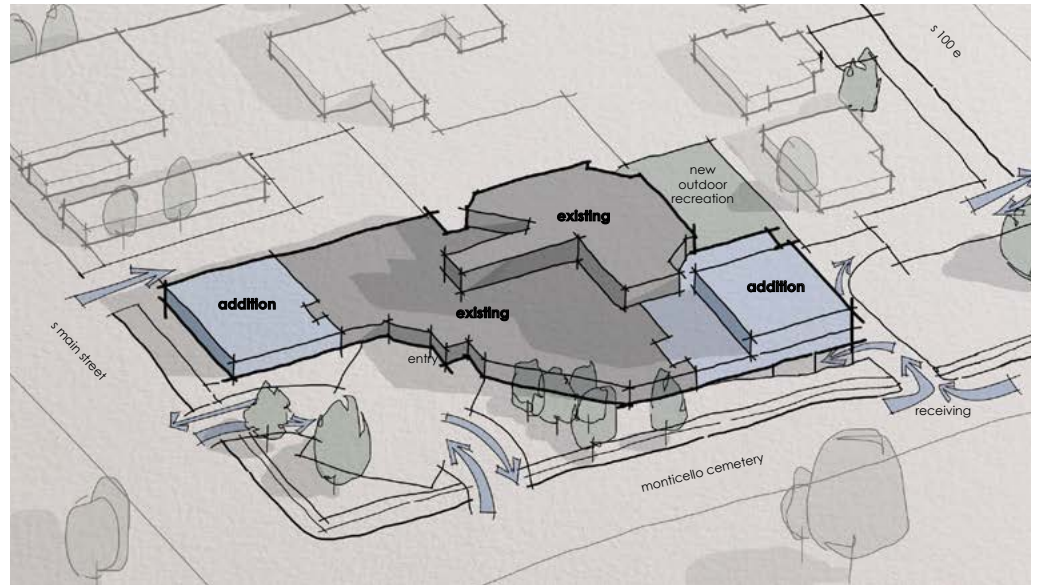 s 100 e
new
outdoor
recreation
existing
addition
addition
existing
entry
s main street
receiving
monticello cemetery